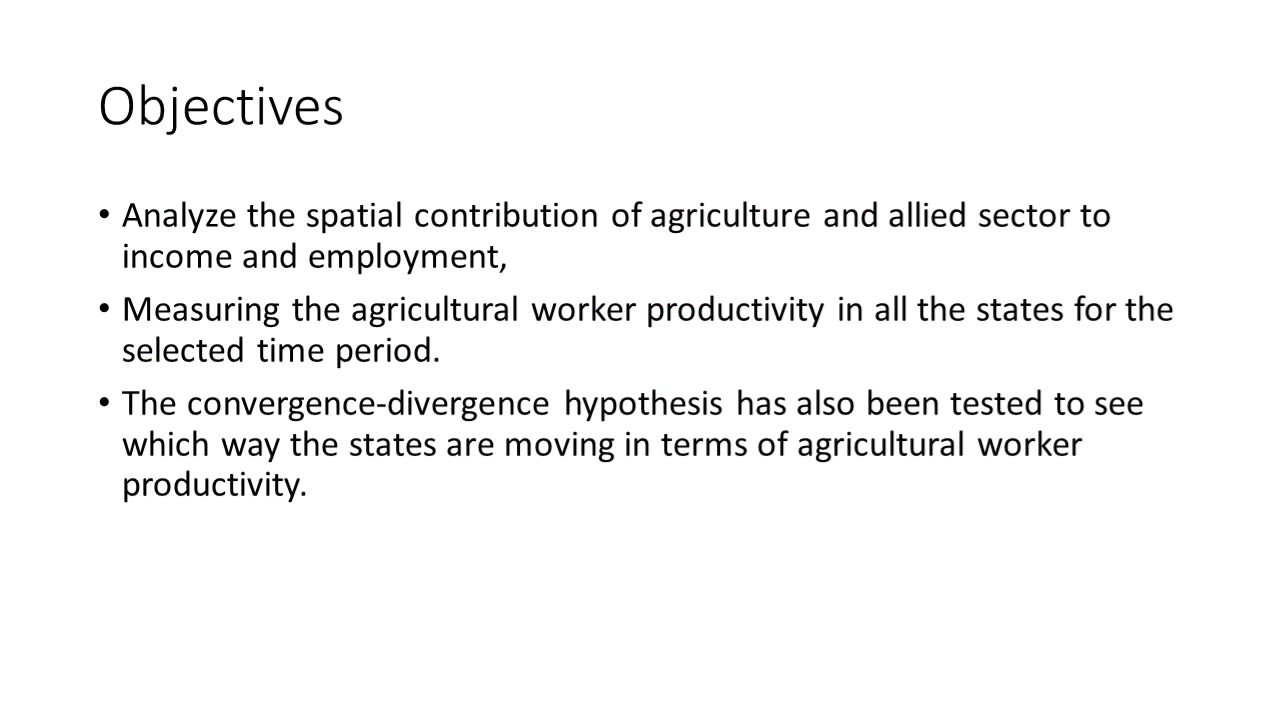 Objectives
• Analyze the spatial contribution of agriculture and allied sector to
income and employment,
• Measuring the agricultural worker productivity in all the states for the
selected time period.
• The convergence-divergence hypothesis has also been tested to see
which way the states are moving in terms of agricultural worker
productivity.